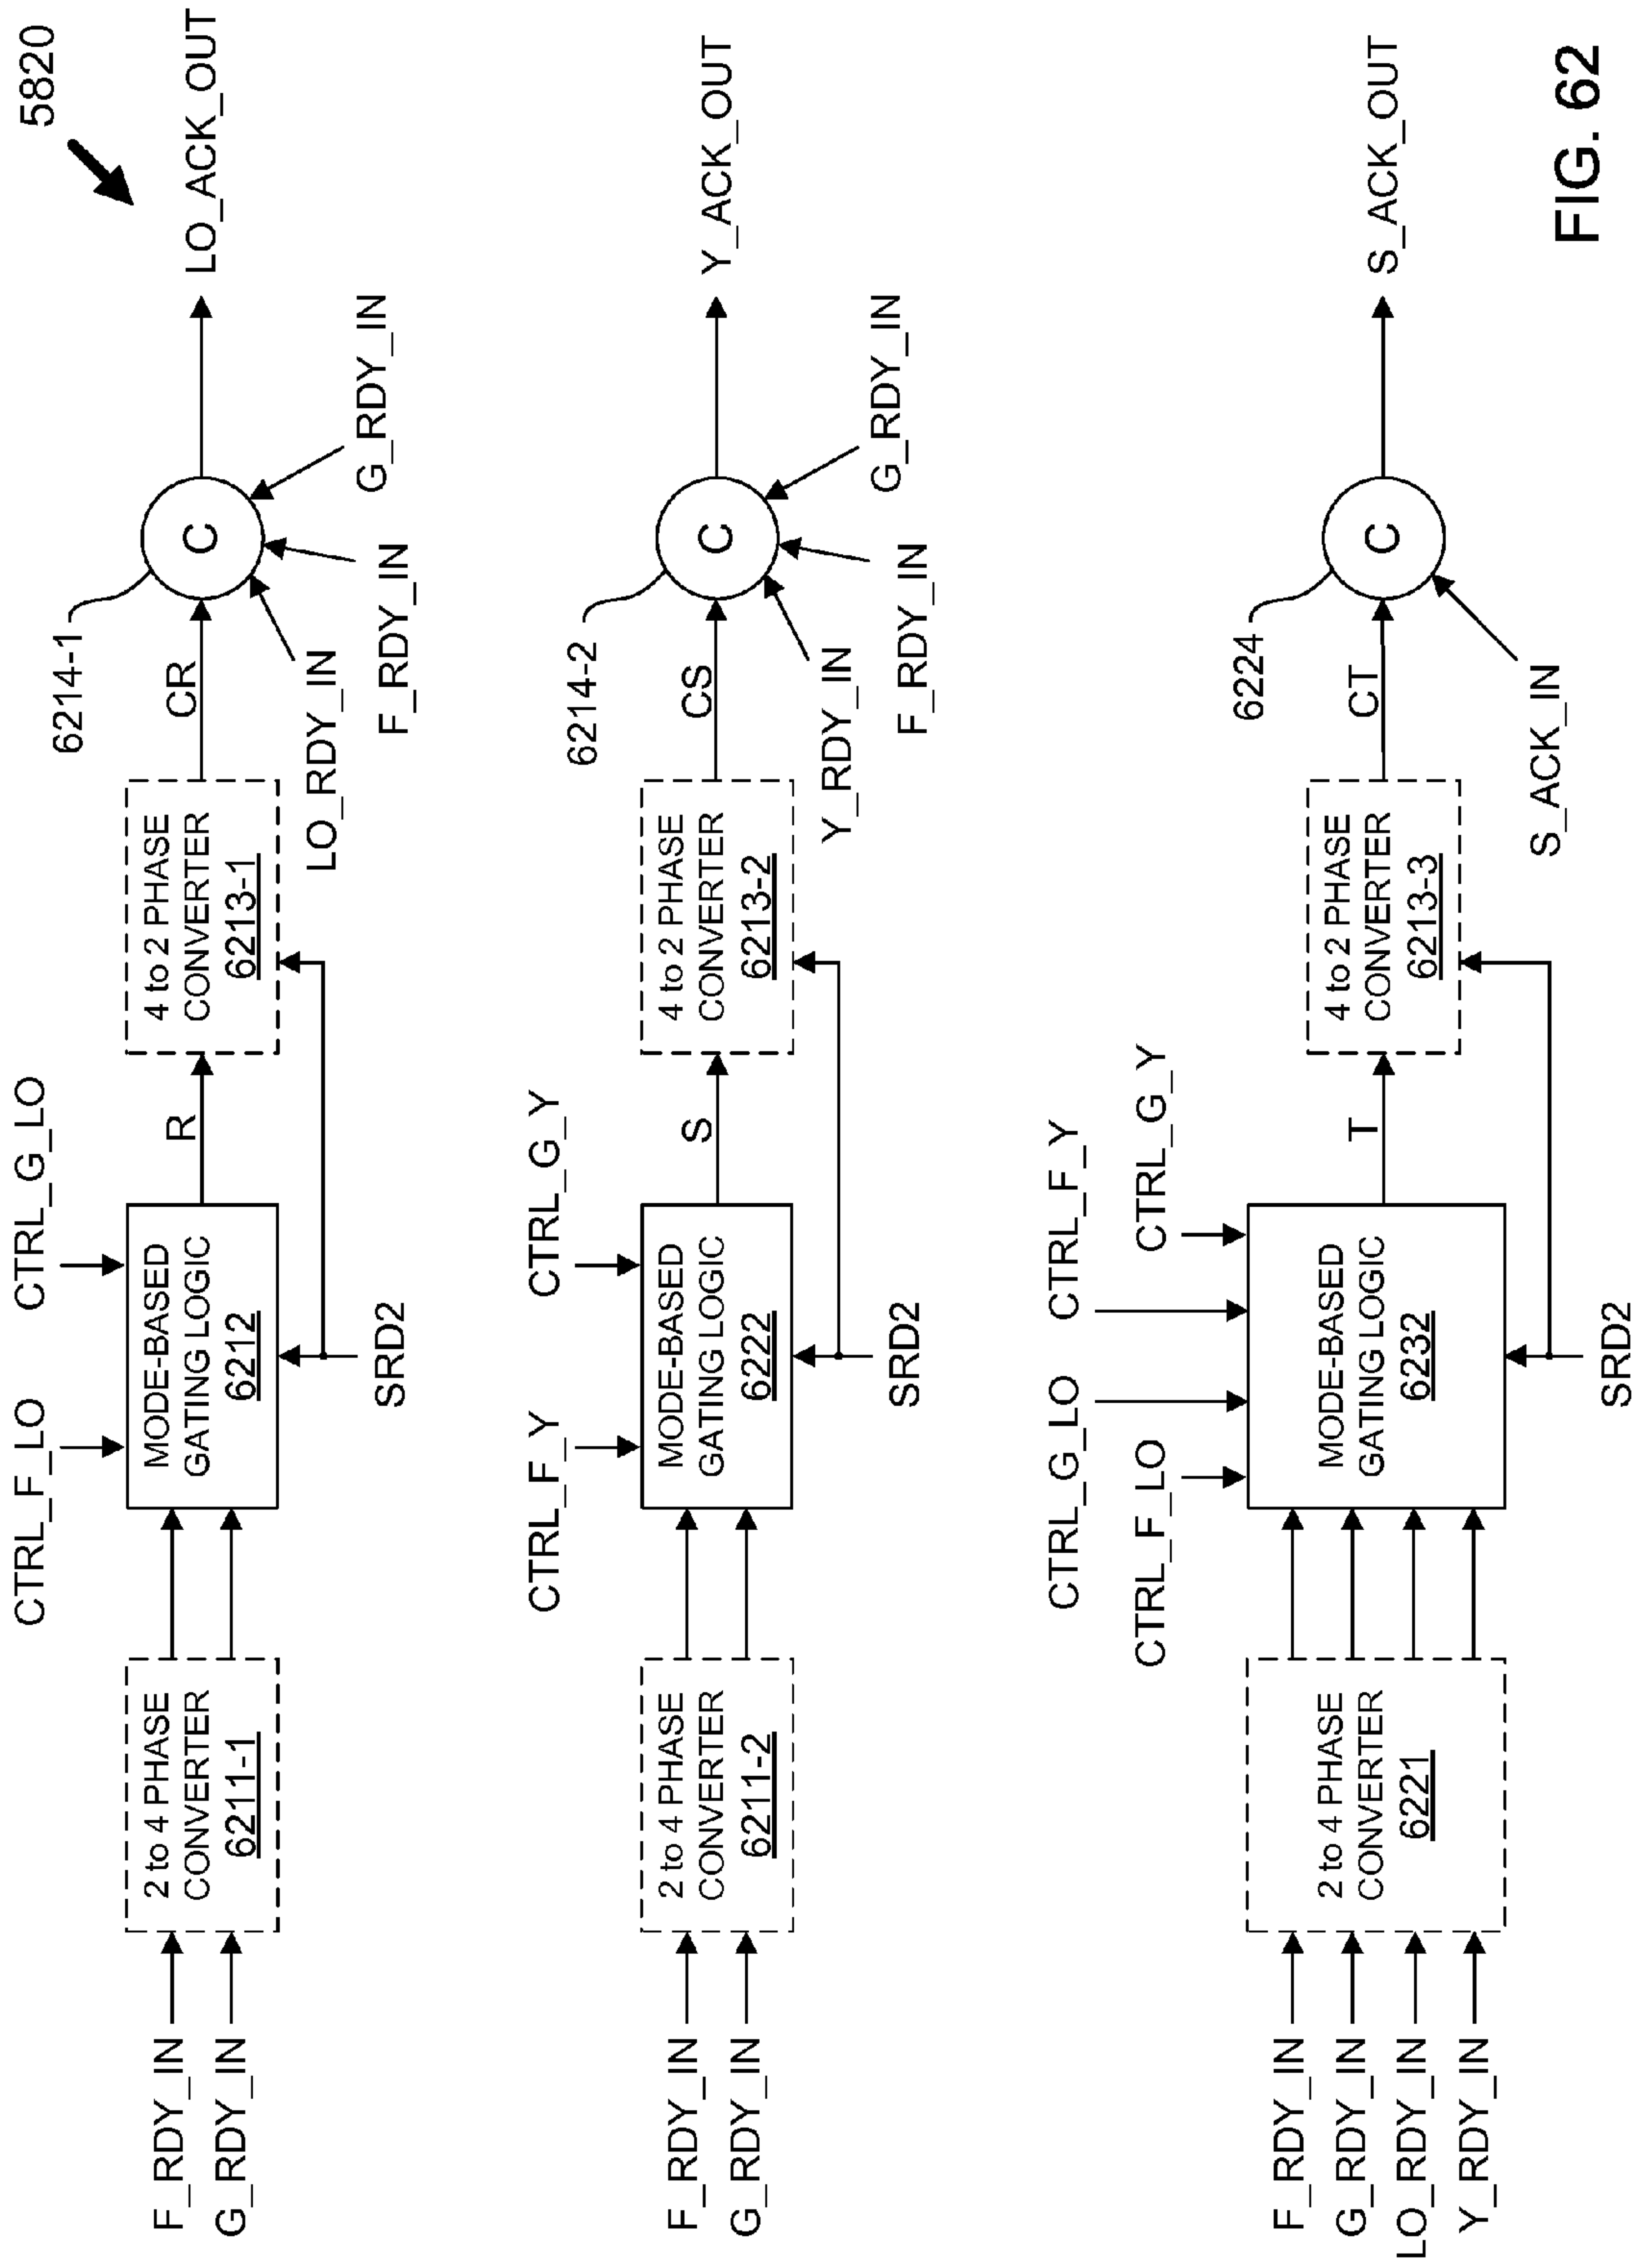 5820
CTRL_F_LO
CTRL_G_LO
F_RDY_IN
G_RDY_IN
2 to 4 PHASE
CONVERTER
6211-1
MODE-BASED
GATING LOGIC
6212
SRD2
R
4 to 2 PHASE
CONVERTER
6213-1
CR
6214-1
C
LO_RDY_IN
F_RDY_IN
G_RDY_IN
LO_ACK_OUT
CTRL_F_Y
CTRL_G_Y
F_RDY_IN
G_RDY_IN
2 to 4 PHASE
CONVERTER
6211-2
MODE-BASED
GATING LOGIC
6222
SRD2
S
4 to 2 PHASE
CONVERTER
6213-2
CS
6214-2
C
Y_RDY_IN
F_RDY_IN
G_RDY_IN
Y_ACK_OUT
CTRL_G_LO
CTRL_F_Y
CTRL_F_LO
CTRL_G_Y
F_RDY_IN
G_RDY_IN
LO_RDY_IN
Y_RDY_IN
2 to 4 PHASE
CONVERTER
6221
MODE-BASED
GATING LOGIC
6232
SRD2
T
4 to 2 PHASE
CONVERTER
6213-3
CT
6224
C
S_ACK_IN
S_ACK_OUT
FIG. 62